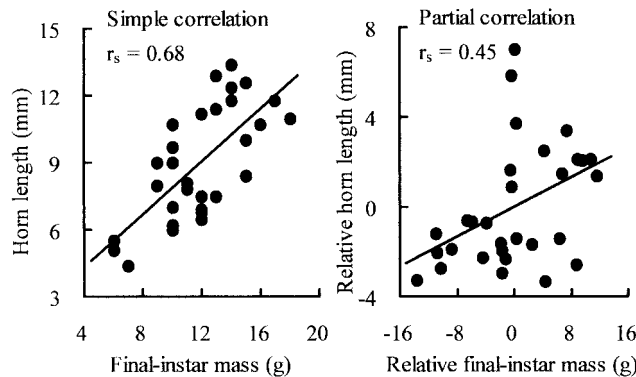 Simple correlation
r_s = 0.68
15
12
9
6
3
Horn length (mm)
4
8
12
16
20
Final-instar mass (g)
Partial correlation
r_s = 0.45
8
4
0
-4
Relative horn length (mm)
-16
-8
0
8
16
Relative final-instar mass (g)